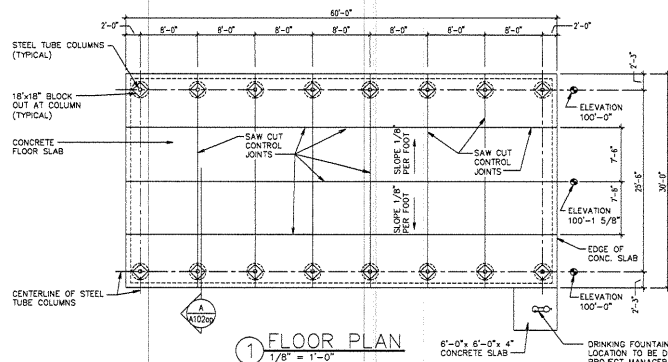 60'-0"
2'-0"
8'-0"
8'-0"
8'-0"
8'-0"
8'-0"
8'-0"
8'-0"
2'-0"
STEEL TUBE COLUMNS
(TYPICAL)
2'-3"
18"x18" BLOCK
OUT AT COLUMN
(TYPICAL)
ELEVATION
100'-0"
CONCRETE
FLOOR SLAB
SAW CUT
CONTROL
JOINTS
SLOPE 1/8"
PER FOOT
SAW CUT
CONTROL
JOINTS
7'-6"
25'-6"
30'-0"
SLOPE 1/8"
PER FOOT
7'-6"
ELEVATION
100'-1 5/8"
EDGE OF
CONC. SLAB
CENTERLINE OF STEEL
TUBE COLUMNS
A
A102op
ELEVATION
100'-0"
2'-3"
1
FLOOR PLAN
1/8" = 1'-0"
6'-0"x 6'-0"x 4"
CONCRETE SLAB
DRINKING FOUNTAIN
LOCATION TO BE